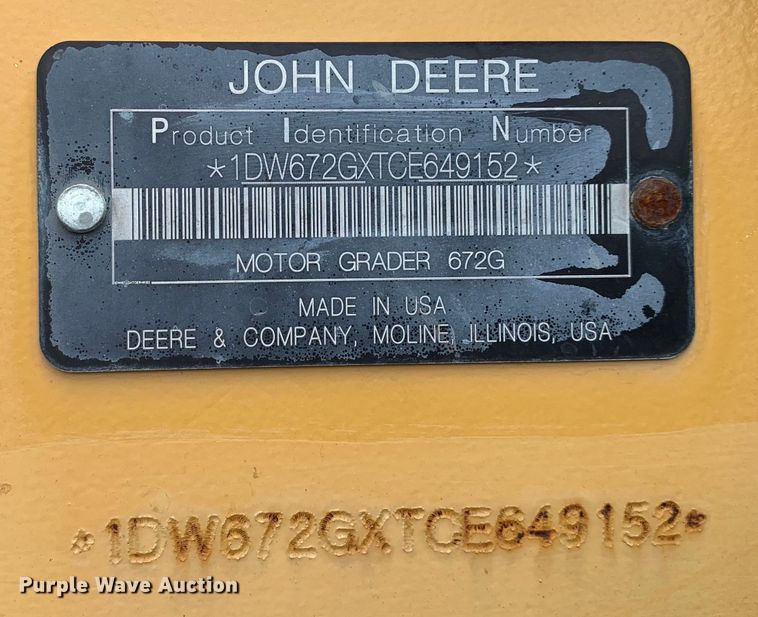 JOHN DEERE
Product Identification Number
*1DW672GXTCE649152*
MOTOR GRADER 672G
MADE IN USA
DEERE & COMPANY, MOLINE, ILLINOIS, USA
*1DW672GXTCE649152*
Purple Wave Auction